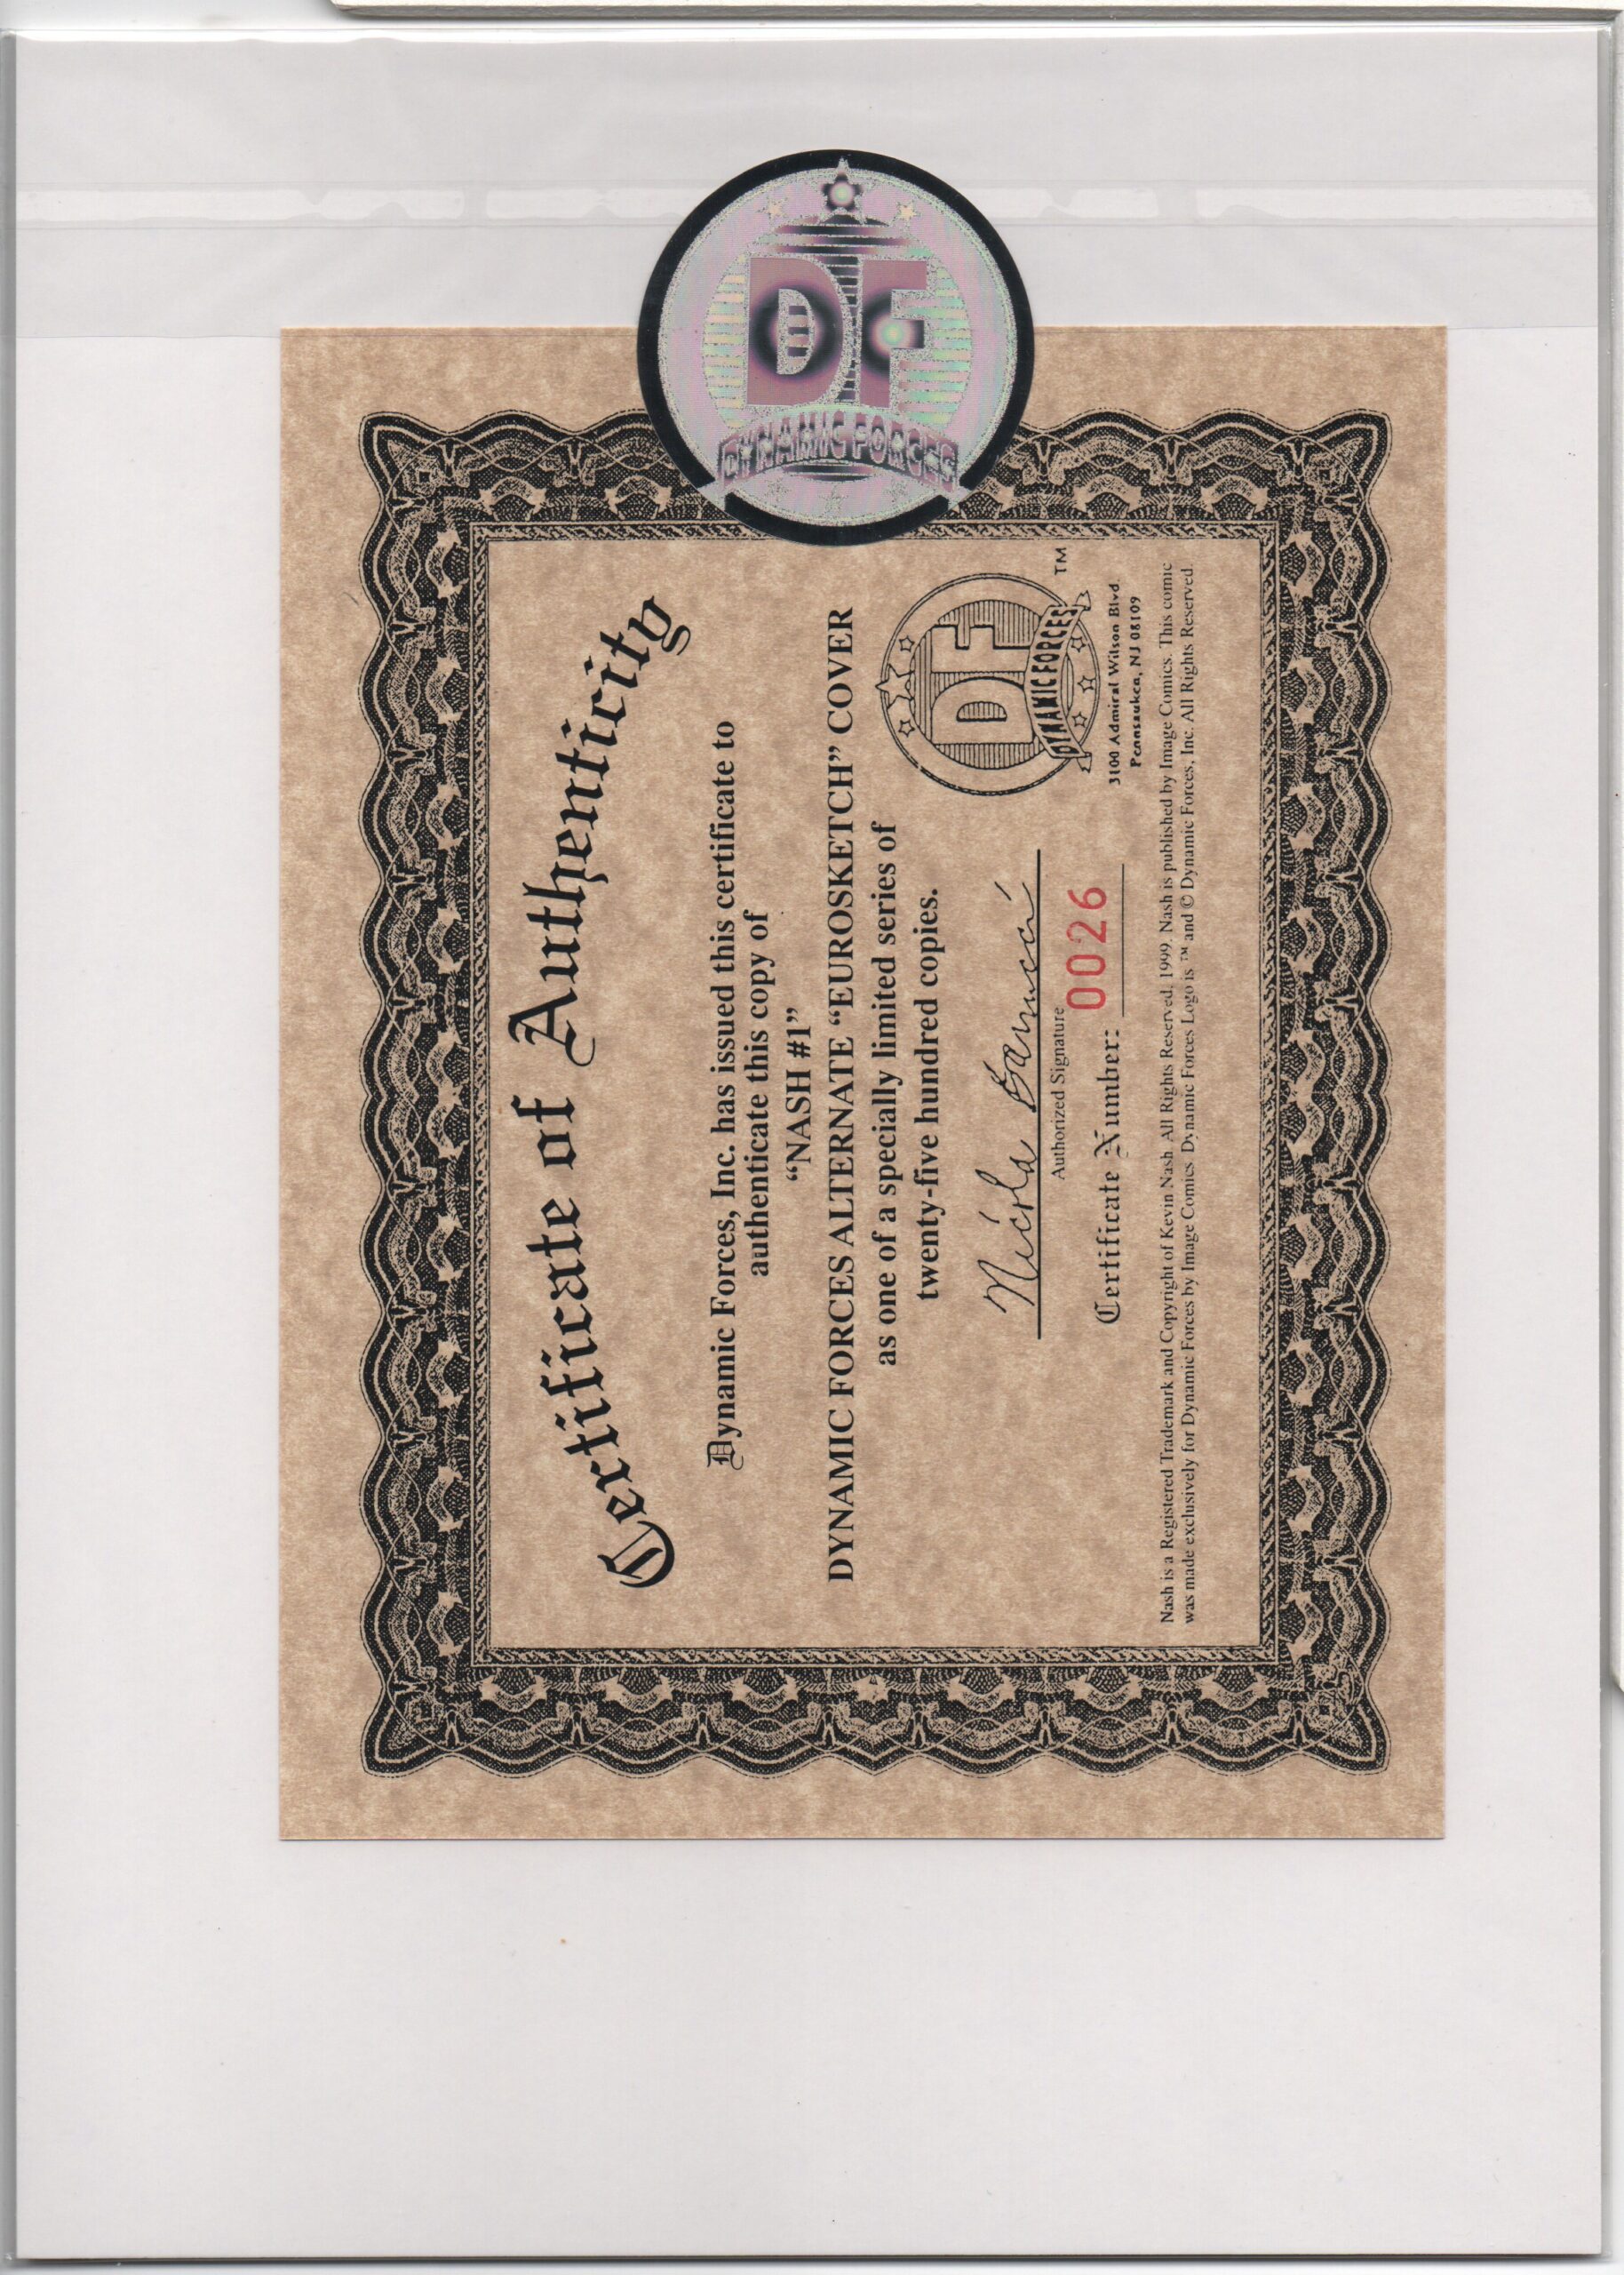 DF
DYNAMIC FORCES
Certificate of Authenticity
Dynamic Forces, Inc. has issued this certificate to
authenticate this copy of
“NASH #1”
DYNAMIC FORCES ALTERNATE “EUROSKETCH” COVER
as one of a specially limited series of
twenty-five hundred copies.
Nicola
Authorized Signature
Certificate Number: 0026
DF
DYNAMIC FORCES
TM
3100 Admiral Wilson Blvd.
Pennsauken, NJ 08109
Nash is a Registered Trademark and Copyright of Kevin Nash. All Rights Reserved. 1999. Nash is published by Image Comics. This comic
was made exclusively for Dynamic Forces by Image Comics. Dynamic Forces Logo is ™ and © Dynamic Forces, Inc. All Rights Reserved.